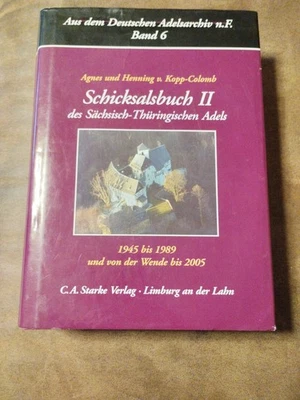 Aus dem Deutschen Adelsarchiv n.F.
Band 6
Agnes und Henning v. Kopp-Colomb
Schicksalsbuch II
des Sächsisch-Thüringischen Adels
1945 bis 1989
und von der Wende bis 2005
C.A. Starke Verlag · Limburg an der Lahn